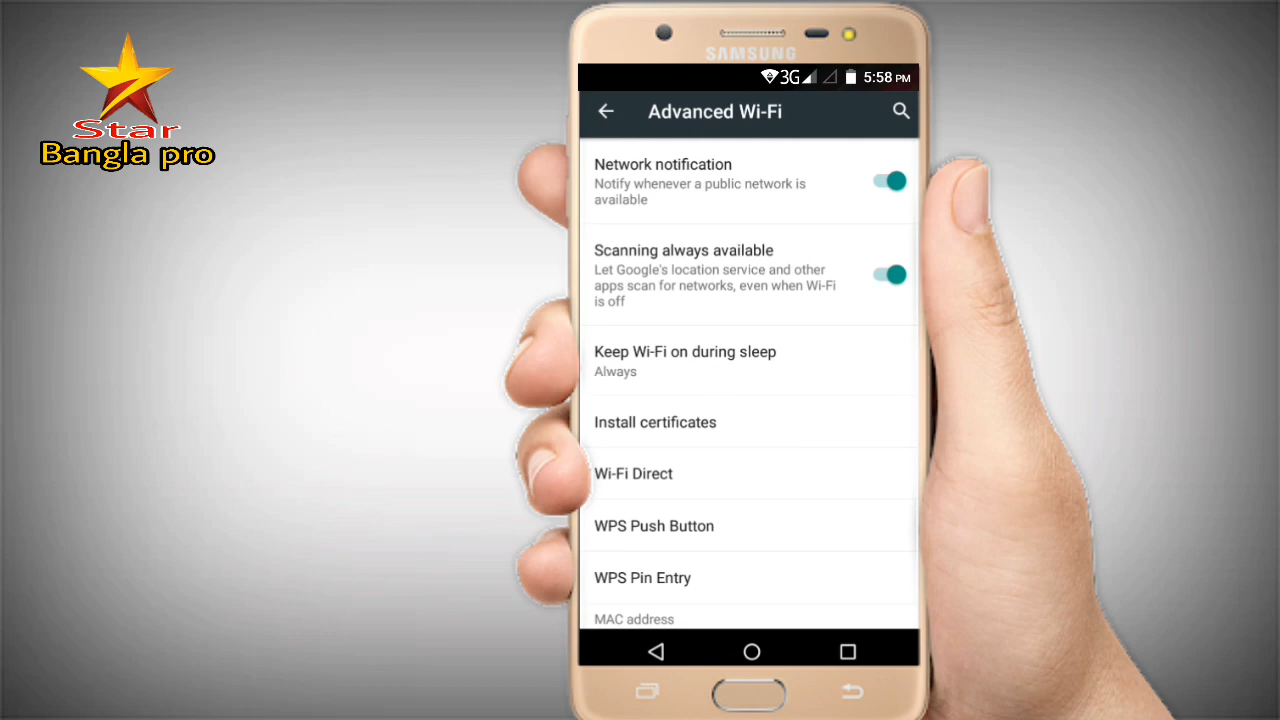 Star
Bangla pro
SAMSUNG
3G 5:58 PM
Advanced Wi-Fi
Network notification
Notify whenever a public network is
available
Scanning always available
Let Google's location service and other
apps scan for networks, even when Wi-Fi
is off
Keep Wi-Fi on during sleep
Always
Install certificates
Wi-Fi Direct
WPS Push Button
WPS Pin Entry
MAC address